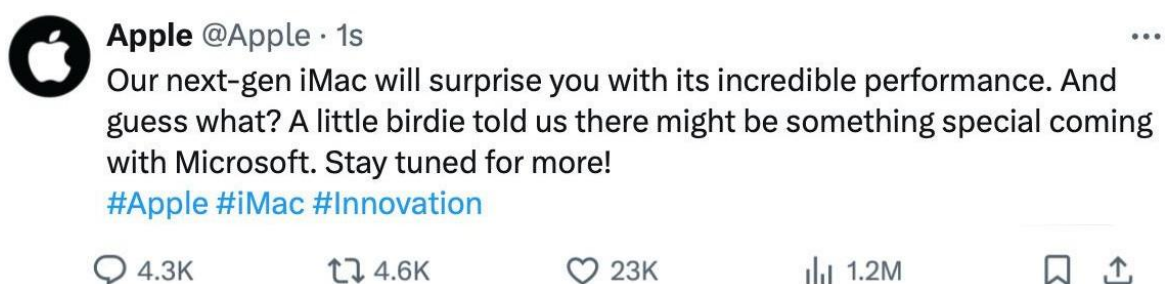 Apple @Apple · 1s
Our next-gen iMac will surprise you with its incredible performance. And
guess what? A little birdie told us there might be something special coming
with Microsoft. Stay tuned for more!
#Apple #iMac #Innovation
4.3K 4.6K 23K 1.2M